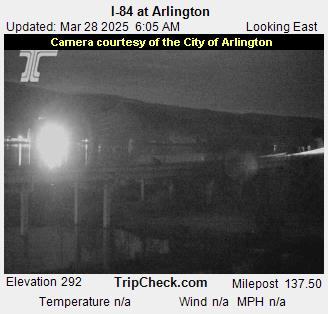 I-84 at Arlington
Updated: Mar 28 2025 6:05 AM Looking East
Camera courtesy of the City of Arlington
Elevation 292 TripCheck.com Milepost 137.50
Temperature n/a Wind n/a MPH n/a